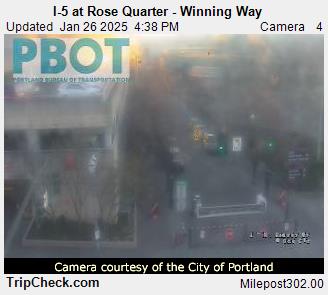 I-5 at Rose Quarter - Winning Way
Updated Jan 26 2025 4:38 PM Camera 4
PBOT
PORTLAND BUREAU OF TRANSPORTATION
Camera courtesy of the City of Portland
TripCheck.com Milepost302.00